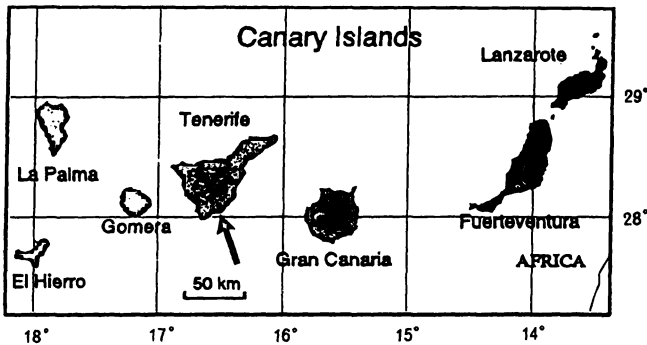 Canary Islands
Lanzarote
29°
Tenerife
La Palma
Gomera
Fuerteventura
28°
Gran Canaria
AFRICA
El Hierro
50 km
18°
17°
16°
15°
14°